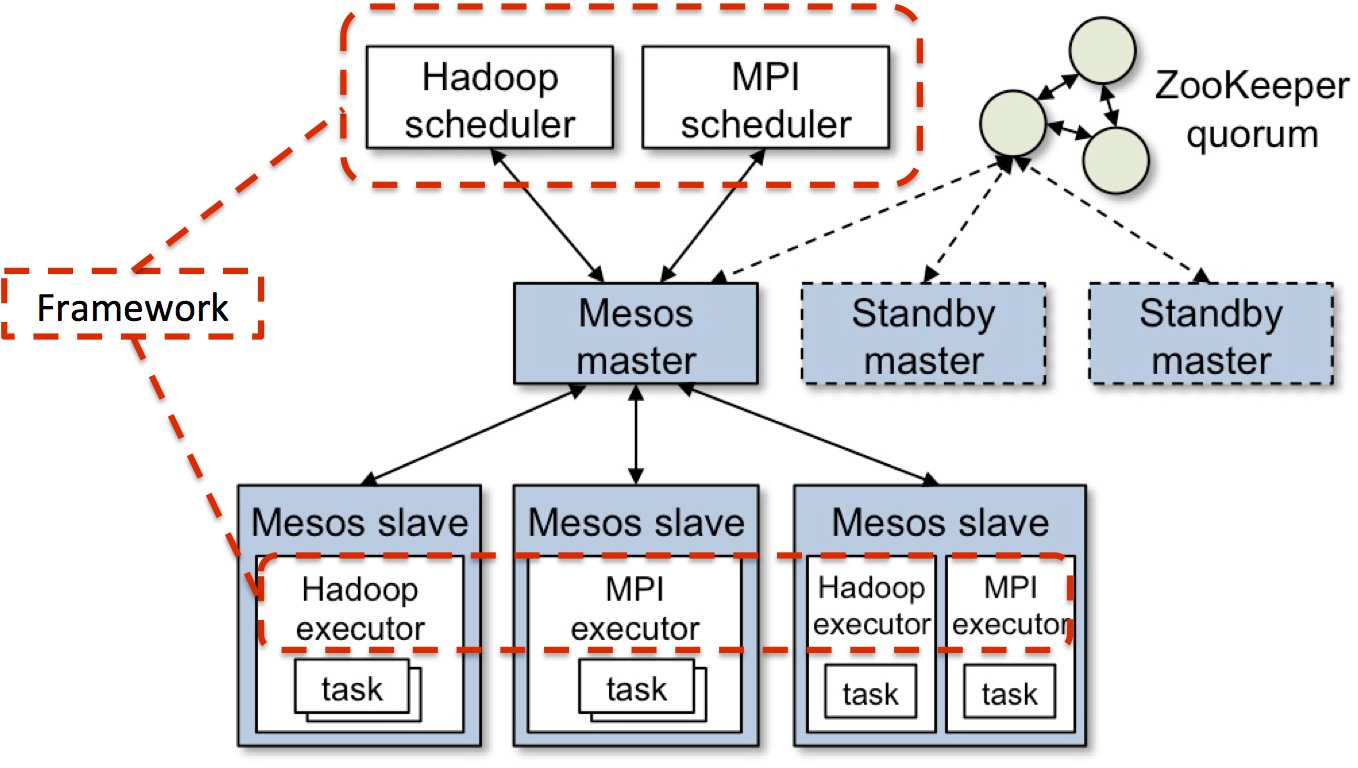 Hadoop
scheduler
MPI
scheduler
ZooKeeper
quorum
Framework
Mesos
master
Standby
master
Standby
master
Mesos slave
Hadoop
executor
task
Mesos slave
MPI
executor
task
Mesos slave
Hadoop
executor
task
MPI
executor
task